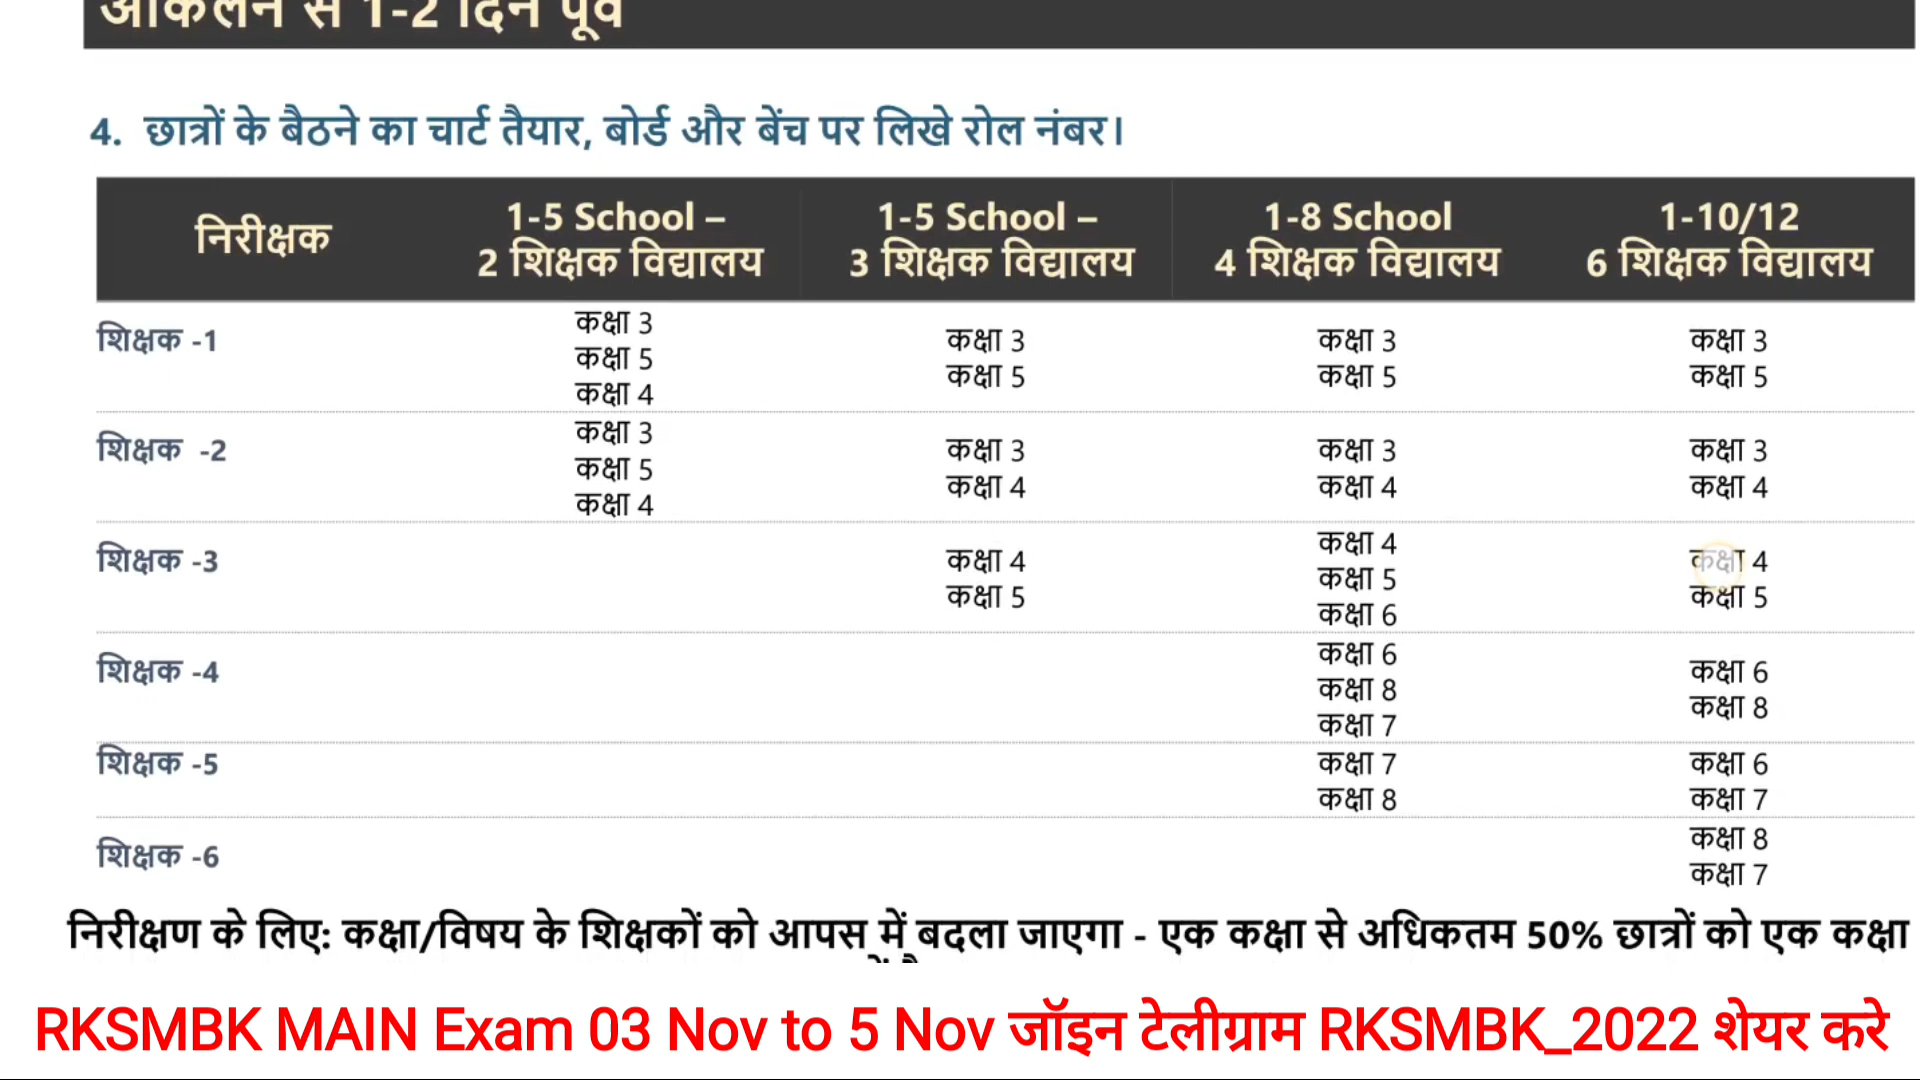 आकलन से 1-2 दिन पूर्व
4. छात्रों के बैठने का चार्ट तैयार, बोर्ड और बेंच पर लिखे रोल नंबर।
निरीक्षक 1-5 School – 2 शिक्षक विद्यालय 1-5 School – 3 शिक्षक विद्यालय 1-8 School 4 शिक्षक विद्यालय 1-10/12 6 शिक्षक विद्यालय
शिक्षक -1 कक्षा 3 कक्षा 5 कक्षा 4 कक्षा 3 कक्षा 5 कक्षा 3 कक्षा 5 कक्षा 3 कक्षा 5
शिक्षक -2 कक्षा 3 कक्षा 5 कक्षा 4 कक्षा 3 कक्षा 4 कक्षा 3 कक्षा 4 कक्षा 3 कक्षा 4
शिक्षक -3 कक्षा 4 कक्षा 5 कक्षा 4 कक्षा 5 कक्षा 6 कक्षा 4 कक्षा 5
शिक्षक -4 कक्षा 6 कक्षा 8 कक्षा 7 कक्षा 6 कक्षा 8
शिक्षक -5 कक्षा 7 कक्षा 8 कक्षा 6 कक्षा 7
शिक्षक -6 कक्षा 8 कक्षा 7
निरीक्षण के लिए: कक्षा/विषय के शिक्षकों को आपस में बदला जाएगा - एक कक्षा से अधिकतम 50% छात्रों को एक कक्षा
RKSMBK MAIN Exam 03 Nov to 5 Nov जॉइन टेलीग्राम RKSMBK_2022 शेयर करे